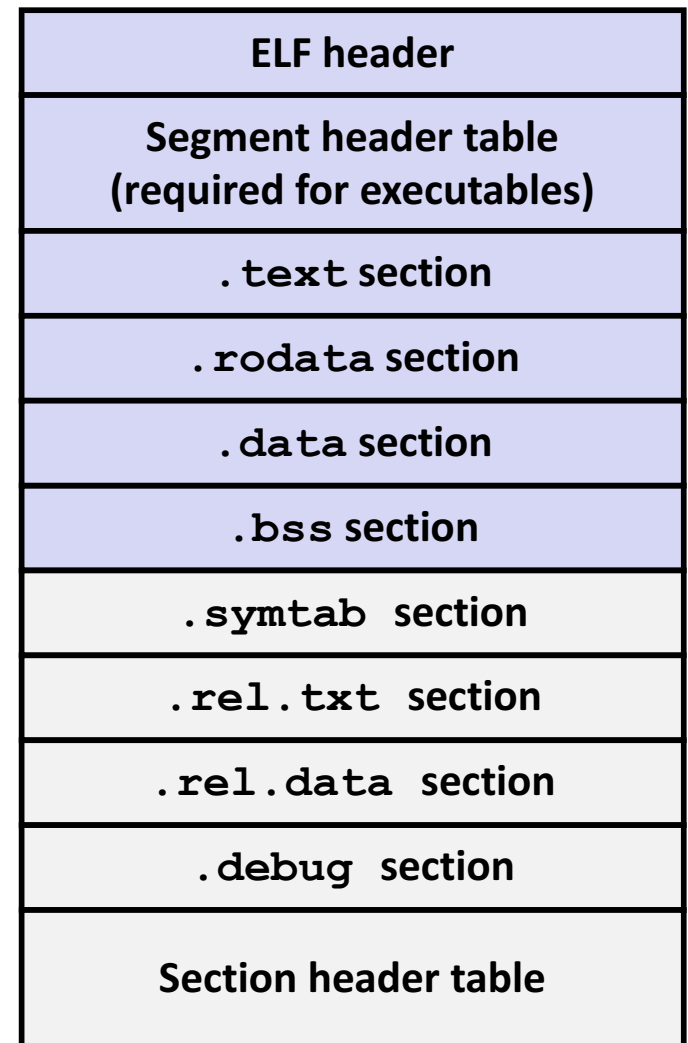 ELF header
Segment header table
(required for executables)
.text section
.rodata section
.data section
.bss section
.symtab section
.rel.txt section
.rel.data section
.debug section
Section header table